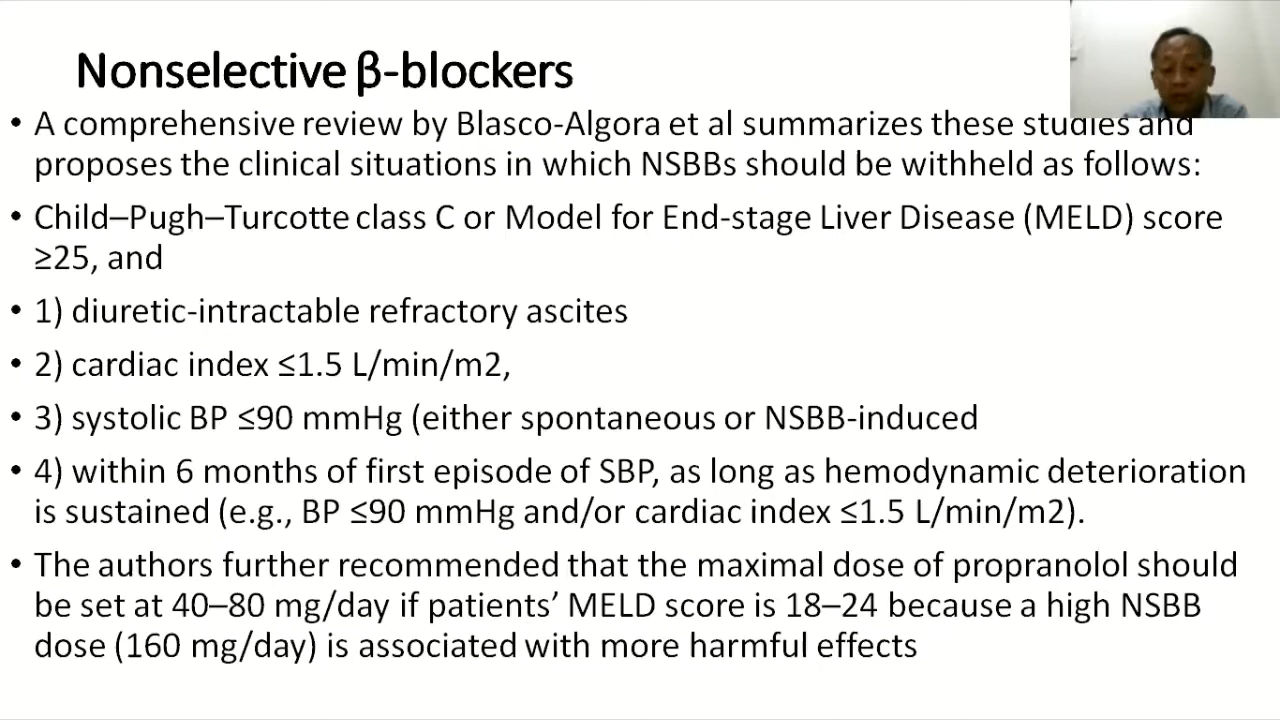 Nonselective β-blockers
• A comprehensive review by Blasco-Algora et al summarizes these studies and
proposes the clinical situations in which NSBBs should be withheld as follows:
• Child–Pugh–Turcotte class C or Model for End-stage Liver Disease (MELD) score
≥25, and
• 1) diuretic-intractable refractory ascites
• 2) cardiac index ≤1.5 L/min/m2,
• 3) systolic BP ≤90 mmHg (either spontaneous or NSBB-induced
• 4) within 6 months of first episode of SBP, as long as hemodynamic deterioration
is sustained (e.g., BP ≤90 mmHg and/or cardiac index ≤1.5 L/min/m2).
• The authors further recommended that the maximal dose of propranolol should
be set at 40–80 mg/day if patients’ MELD score is 18–24 because a high NSBB
dose (160 mg/day) is associated with more harmful effects